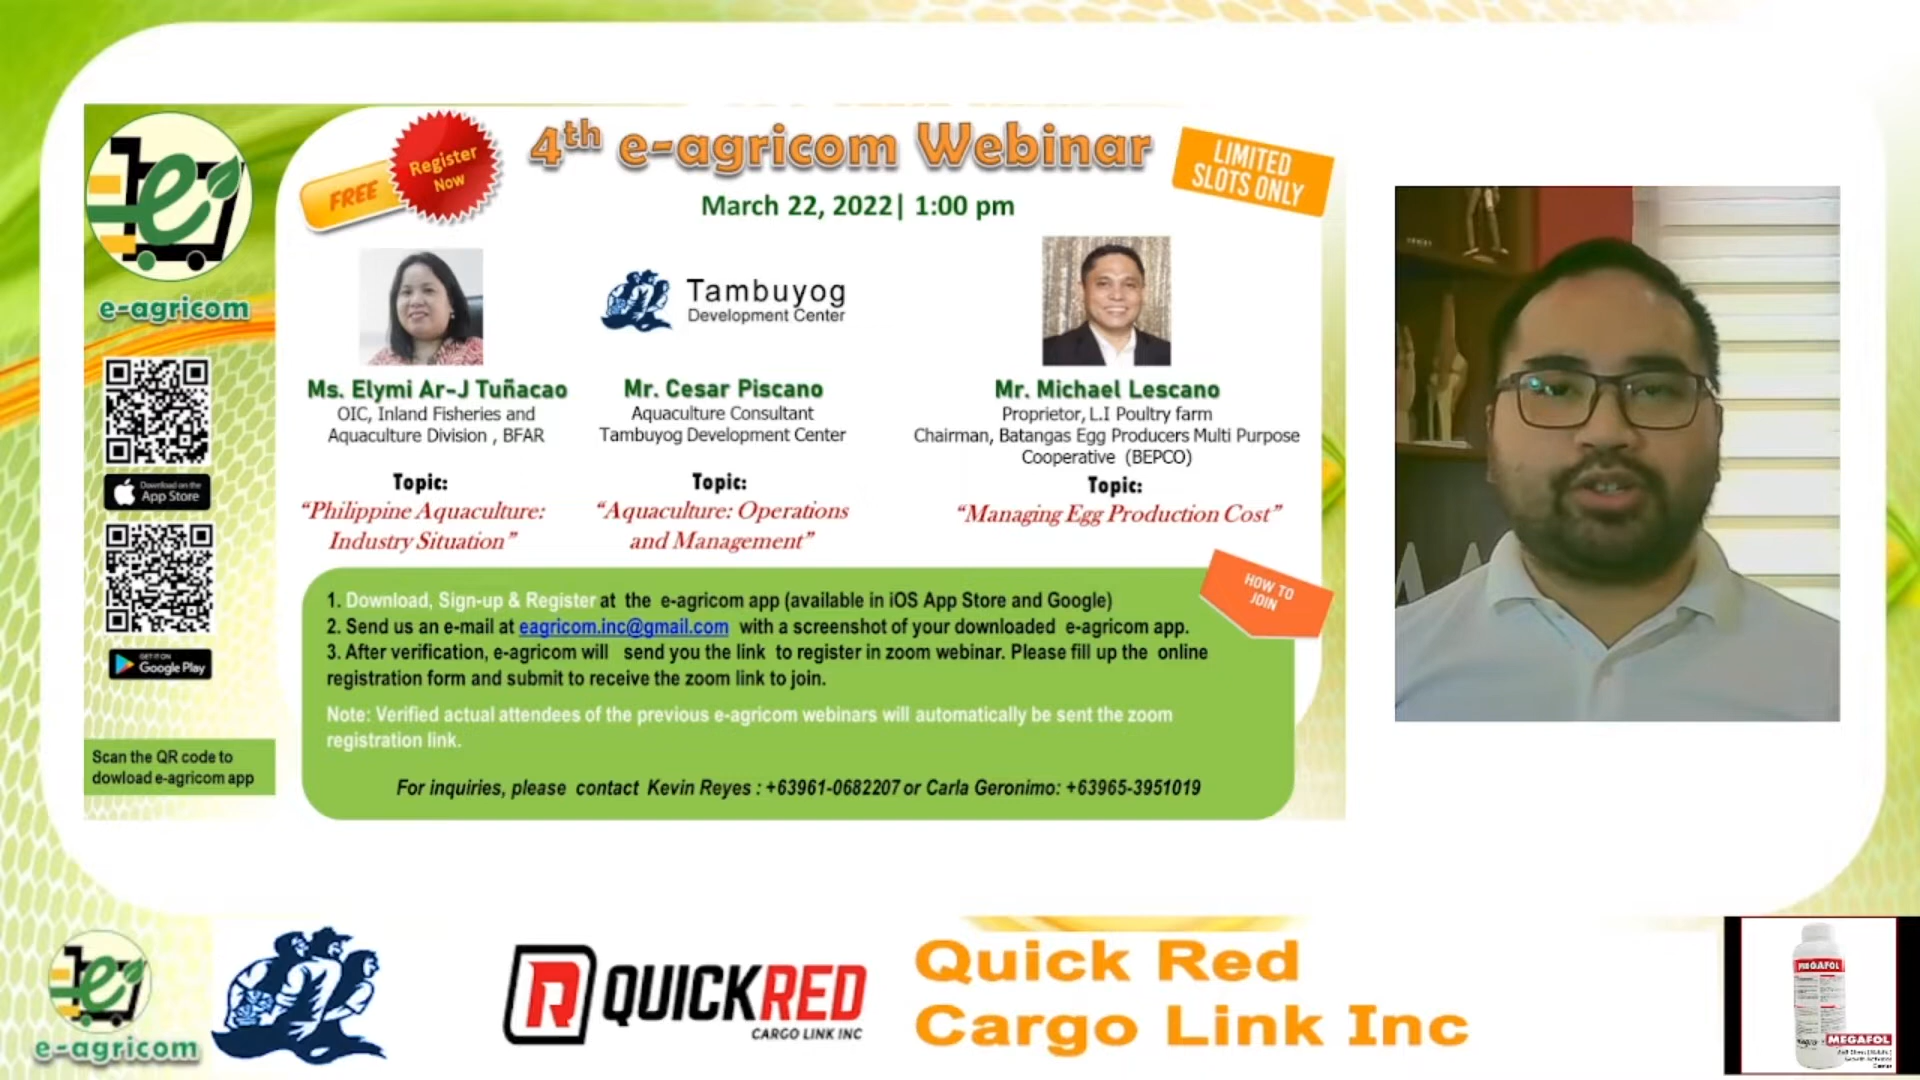 4th e-agricom Webinar
FREE
Register
Now
LIMITED
SLOTS ONLY
March 22, 2022| 1:00 pm
e-agricom
Download on the
App Store
GET IT ON
Google Play
Scan the QR code to
dowload e-agricom app
Tambuyog
Development Center
Ms. Elymi Ar-J Tuñacao
OIC, Inland Fisheries and
Aquaculture Division , BFAR
Topic:
“Philippine Aquaculture:
Industry Situation”
Mr. Cesar Piscano
Aquaculture Consultant
Tambuyog Development Center
Topic:
“Aquaculture: Operations
and Management”
Mr. Michael Lescano
Proprietor, L.I Poultry farm
Chairman, Batangas Egg Producers Multi Purpose
Cooperative (BEPCO)
Topic:
“Managing Egg Production Cost”
HOW TO
JOIN
1. Download, Sign-up & Register at the e-agricom app (available in iOS App Store and Google)
2. Send us an e-mail at eagricom.inc@gmail.com with a screenshot of your downloaded e-agricom app.
3. After verification, e-agricom will send you the link to register in zoom webinar. Please fill up the online
registration form and submit to receive the zoom link to join.
Note: Verified actual attendees of the previous e-agricom webinars will automatically be sent the zoom
registration link.
For inquiries, please contact Kevin Reyes : +63961-0682207 or Carla Geronimo: +63965-3951019
e-agricom
QUICKRED
CARGO LINK INC
Quick Red
Cargo Link Inc
MEGAFOL
MEGAFOL